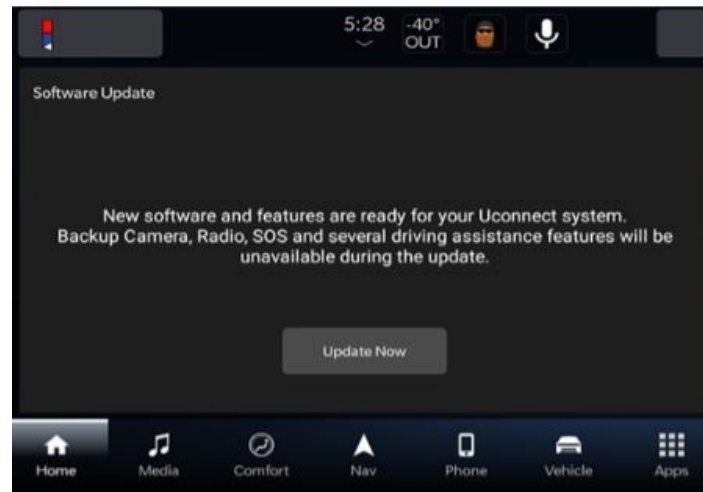 5:28
-40°
OUT
Software Update
New software and features are ready for your Uconnect system.
Backup Camera, Radio, SOS and several driving assistance features will be
unavailable during the update.
Update Now
Home Media Comfort Nav Phone Vehicle Apps